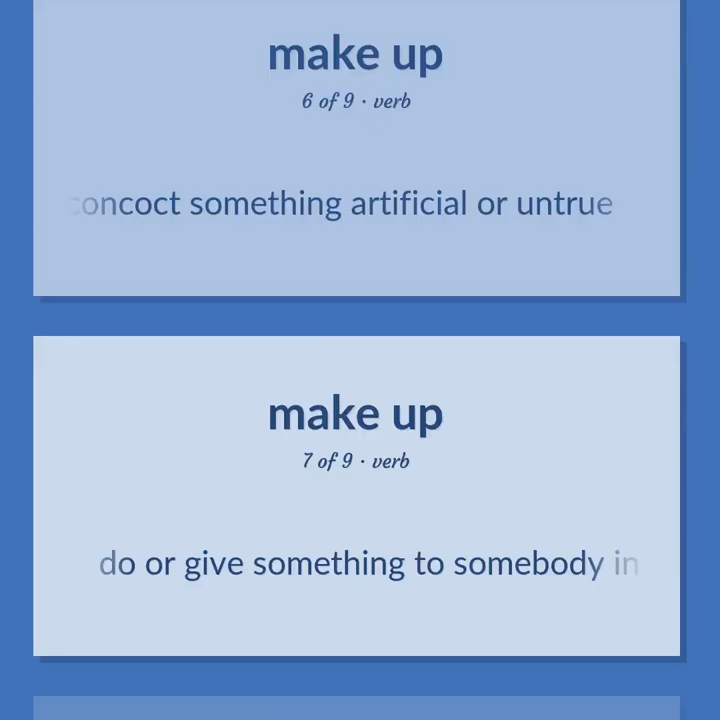 make up
6 of 9 · verb
concoct something artificial or untrue
make up
7 of 9 · verb
do or give something to somebody in